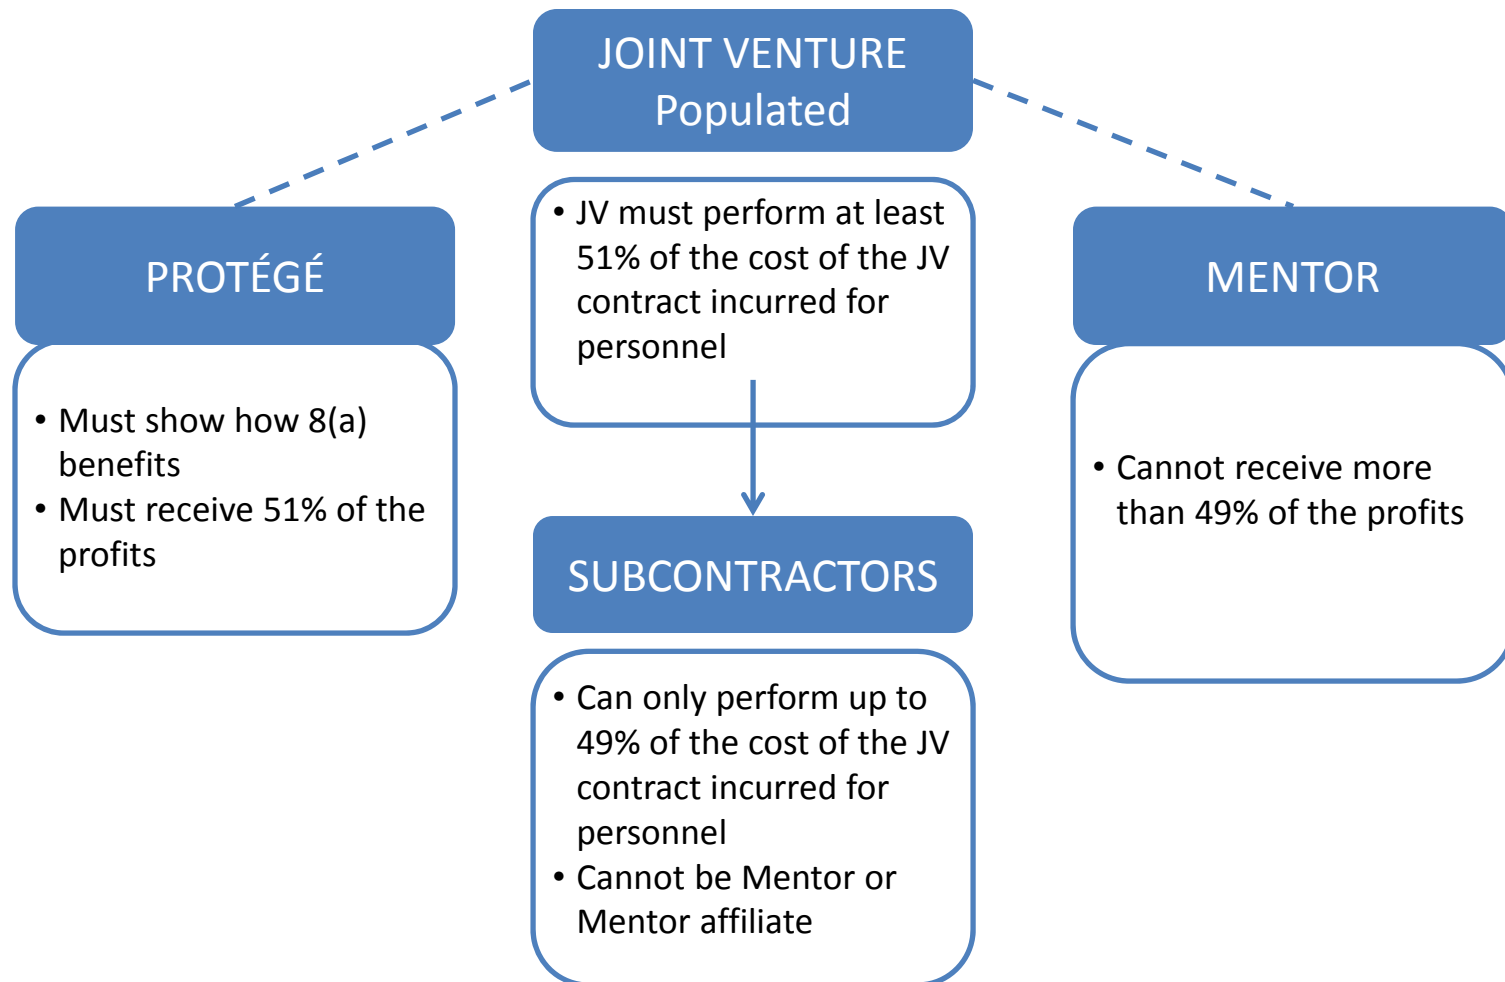 JOINT VENTURE
Populated
• JV must perform at least
51% of the cost of the JV
contract incurred for
personnel
PROTÉGÉ
• Must show how 8(a)
benefits
• Must receive 51% of the
profits
MENTOR
• Cannot receive more
than 49% of the profits
SUBCONTRACTORS
• Can only perform up to
49% of the cost of the JV
contract incurred for
personnel
• Cannot be Mentor or
Mentor affiliate